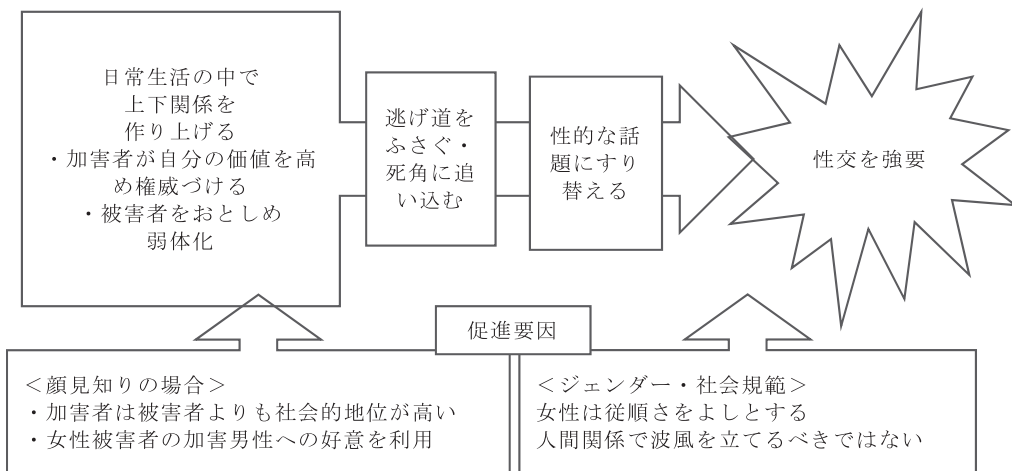 日常生活の中で
上下関係を
作り上げる
・加害者が自分の価値を高
め権威づける
・被害者をおとしめ
弱体化
逃げ道を
ふさぐ・
死角に追
い込む
性的な話
題にすり
替える
性交を強要
促進要因
＜顔見知りの場合＞
・加害者は被害者よりも社会的地位が高い
・女性被害者の加害男性への好意を利用
＜ジェンダー・社会規範＞
女性は従順さをよしとする
人間関係で波風を立てるべきではない